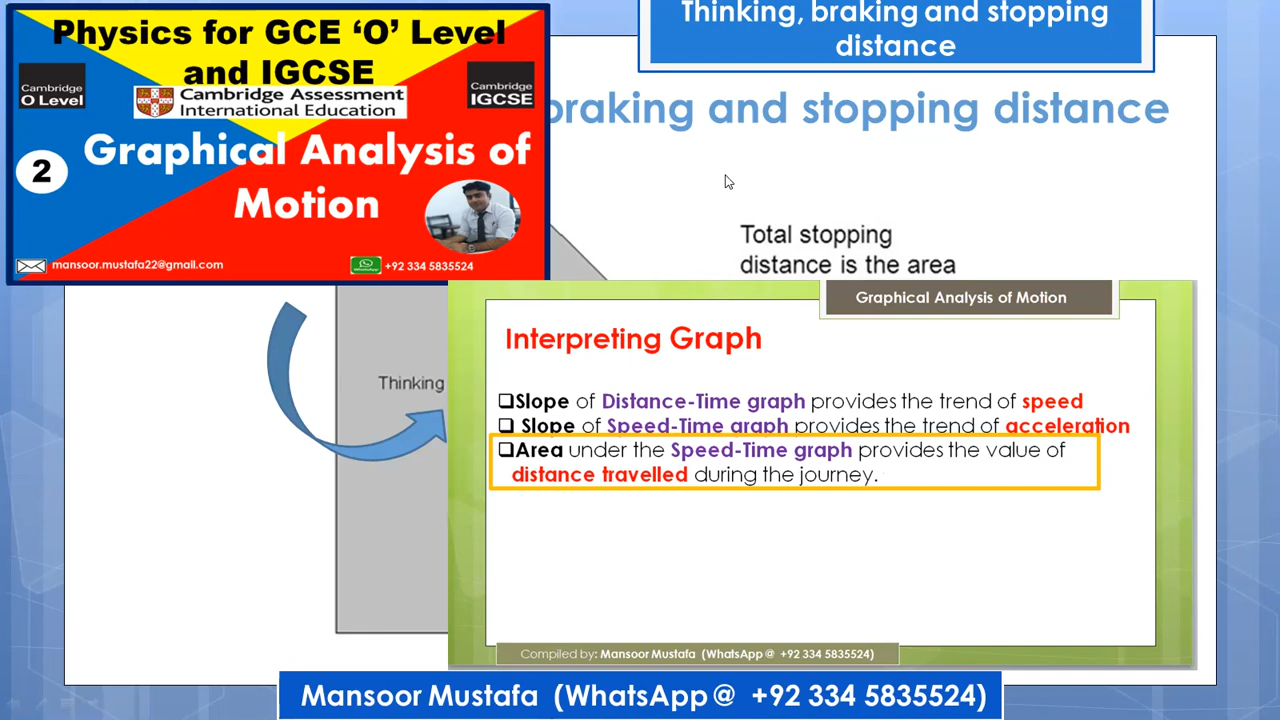 Thinking, braking and stopping
distance
Physics for GCE ‘O’ Level
and IGCSE
Cambridge
O Level
Cambridge Assessment
International Education
Cambridge
IGCSE
2
Graphical Analysis of
Motion
mansoor.mustafa22@gmail.com
WhatsApp
+92 334 5835524
braking and stopping distance
Total stopping
distance is the area
Thinking
Graphical Analysis of Motion
Interpreting Graph
❑Slope of Distance-Time graph provides the trend of speed
❑ Slope of Speed-Time graph provides the trend of acceleration
❑Area under the Speed-Time graph provides the value of
distance travelled during the journey.
Compiled by: Mansoor Mustafa (WhatsApp @ +92 334 5835524)
Mansoor Mustafa (WhatsApp @ +92 334 5835524)